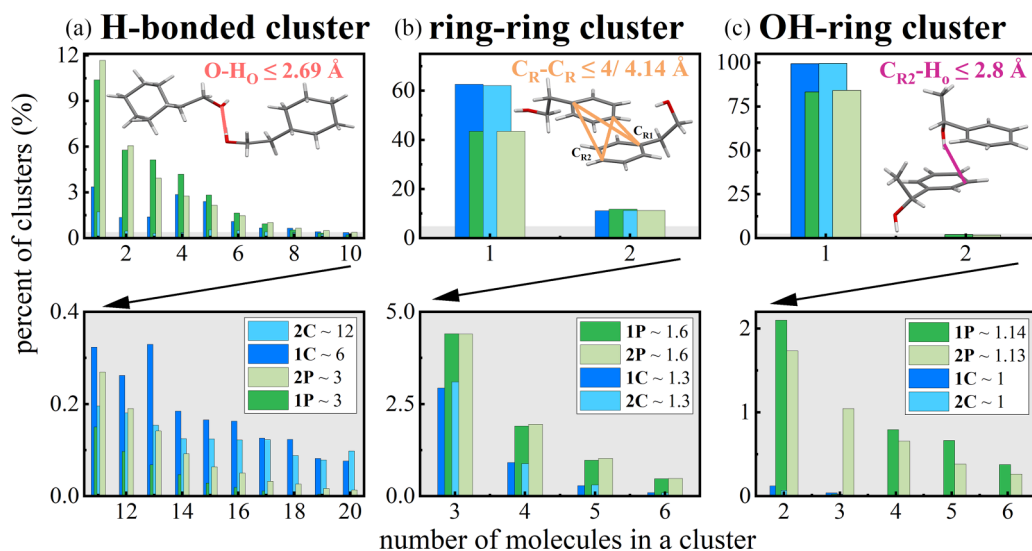 (a) H-bonded cluster
(b) ring-ring cluster
(c) OH-ring cluster
percent of clusters (%)
12
9
6
3
0
O-H_O ≤ 2.69 Å
2 4 6 8 10
60
40
20
0
C_R-C_R ≤ 4/ 4.14 Å
C_R1
C_R2
1 2
100
75
50
25
0
C_R2-H_o ≤ 2.8 Å
1 2
0.4
0.2
0.0
2C ~ 12
1C ~ 6
2P ~ 3
1P ~ 3
12 14 16 18 20
5.0
2.5
0.0
1P ~ 1.6
2P ~ 1.6
1C ~ 1.3
2C ~ 1.3
3 4 5 6
2
1
0
1P ~ 1.14
2P ~ 1.13
1C ~ 1
2C ~ 1
2 3 4 5 6
number of molecules in a cluster